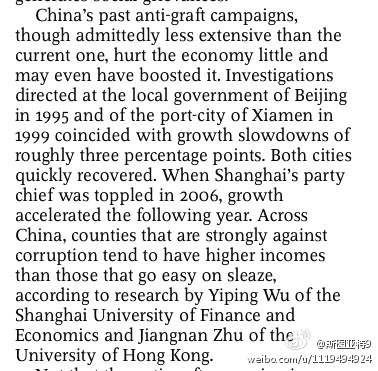 China's past anti-graft campaigns,
though admittedly less extensive than the
current one, hurt the economy little and
may even have boosted it. Investigations
directed at the local government of Beijing
in 1995 and of the port-city of Xiamen in
1999 coincided with growth slowdowns of
roughly three percentage points. Both cities
quickly recovered. When Shanghai's party
chief was toppled in 2006, growth
accelerated the following year. Across
China, counties that are strongly against
corruption tend to have higher incomes
than those that go easy on sleaze,
according to research by Yiping Wu of the
Shanghai University of Finance and
Economics and Jiangnan Zhu of the
University of Hong Kong.
@斯图亚特9
weibo.com/u/1119494924